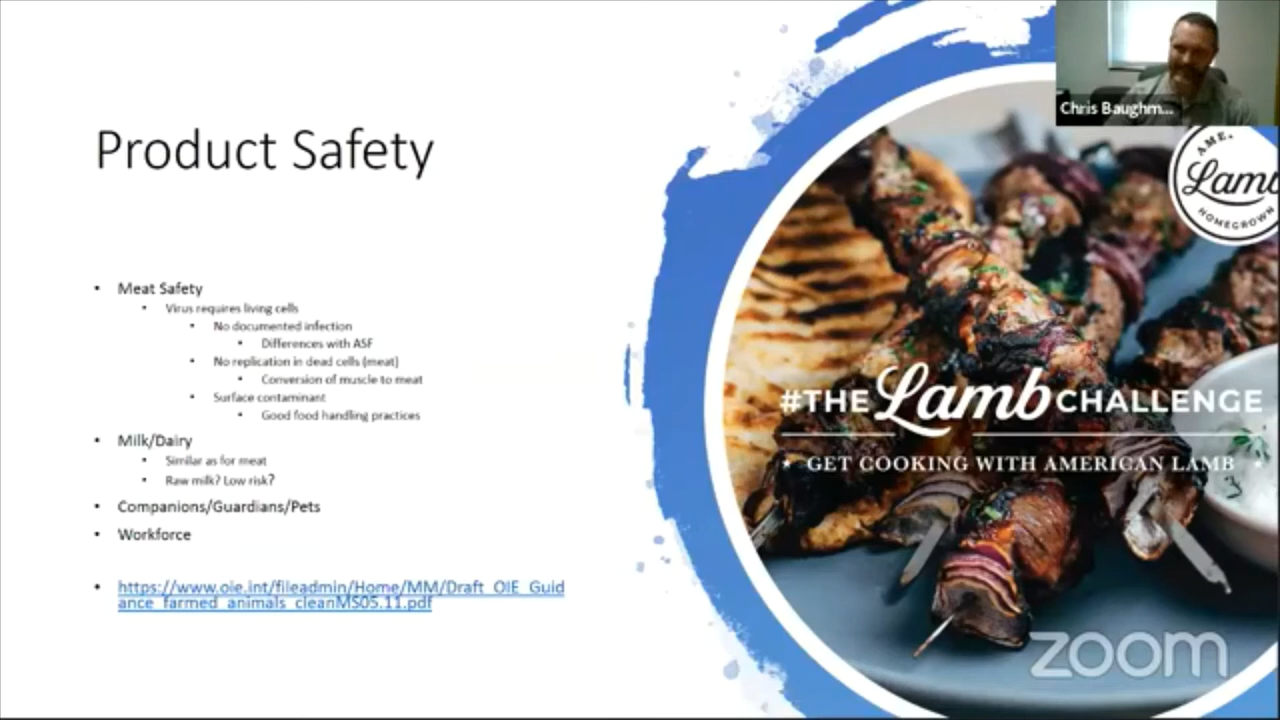 Chris Baughm...
Product Safety
• Meat Safety
• Virus requires living cells
• No documented infection
• Differences with ASF
• No replication in dead cells (meat)
• Conversion of muscle to meat
• Surface contaminant
• Good food handling practices
• Milk/Dairy
• Similar as for meat
• Raw milk? Low risk?
• Companions/Guardians/Pets
• Workforce
• https://www.oie.int/fileadmin/Home/MM/Draft_OIE_Guid
ance_farmed_animals_cleanMS05.11.pdf
AME.
Lamb
HOMEGROWN
#THE Lamb CHALLENGE
GET COOKING WITH AMERICAN LAMB
zoom